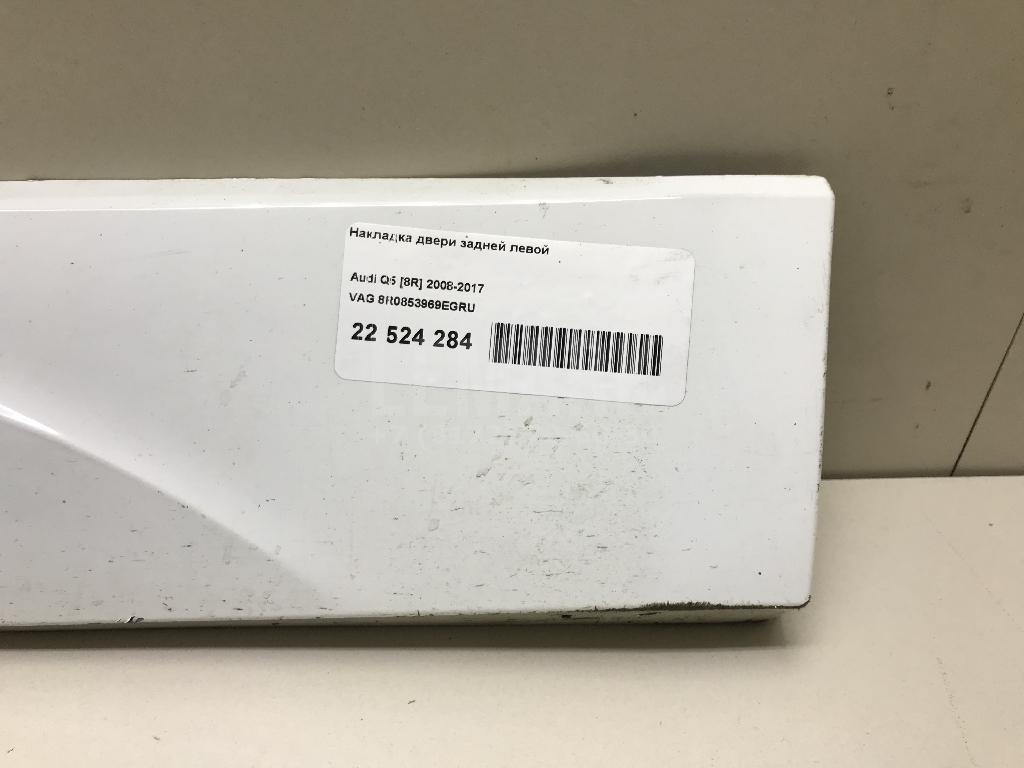 Накладка двери задней левой
Audi Q5 [8R] 2008-2017
VAG 8R0853969EGRU
22 524 284